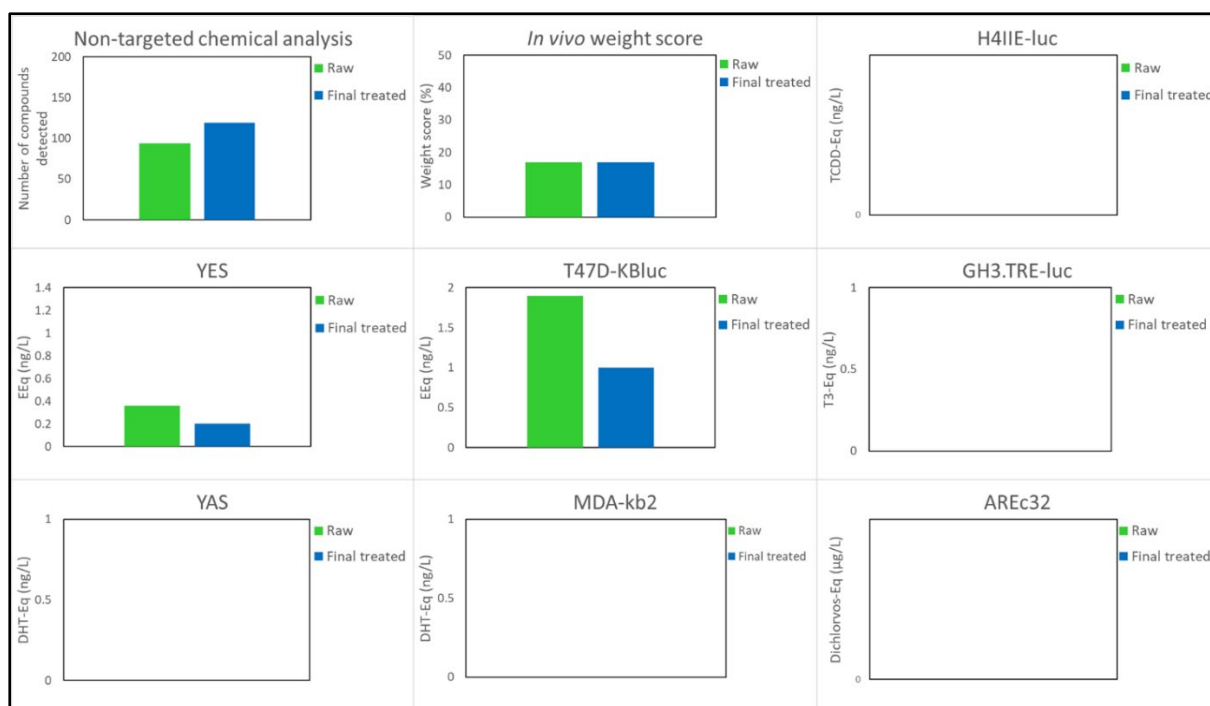 Non-targeted chemical analysis
Number of compounds
detected
200
150
100
50
0
Raw
Final treated
In vivo weight score
Weight score (%)
50
40
30
20
10
0
Raw
Final treated
H4IIE-luc
TCDD-Eq (ng/L)
0
Raw
Final treated
YES
EEq (ng/L)
1.4
1.2
1
0.8
0.6
0.4
0.2
0
Raw
Final treated
T47D-KBluc
EEq (ng/L)
2
1.5
1
0.5
0
Raw
Final treated
GH3.TRE-luc
T3-Eq (ng/L)
1
0.5
0
Raw
Final treated
YAS
DHT-Eq (ng/L)
1
0.5
0
Raw
Final treated
MDA-kb2
DHT-Eq (ng/L)
1
0.5
0
Raw
Final treated
AREc32
Dichlorvos-Eq (µg/L)
0
Raw
Final treated